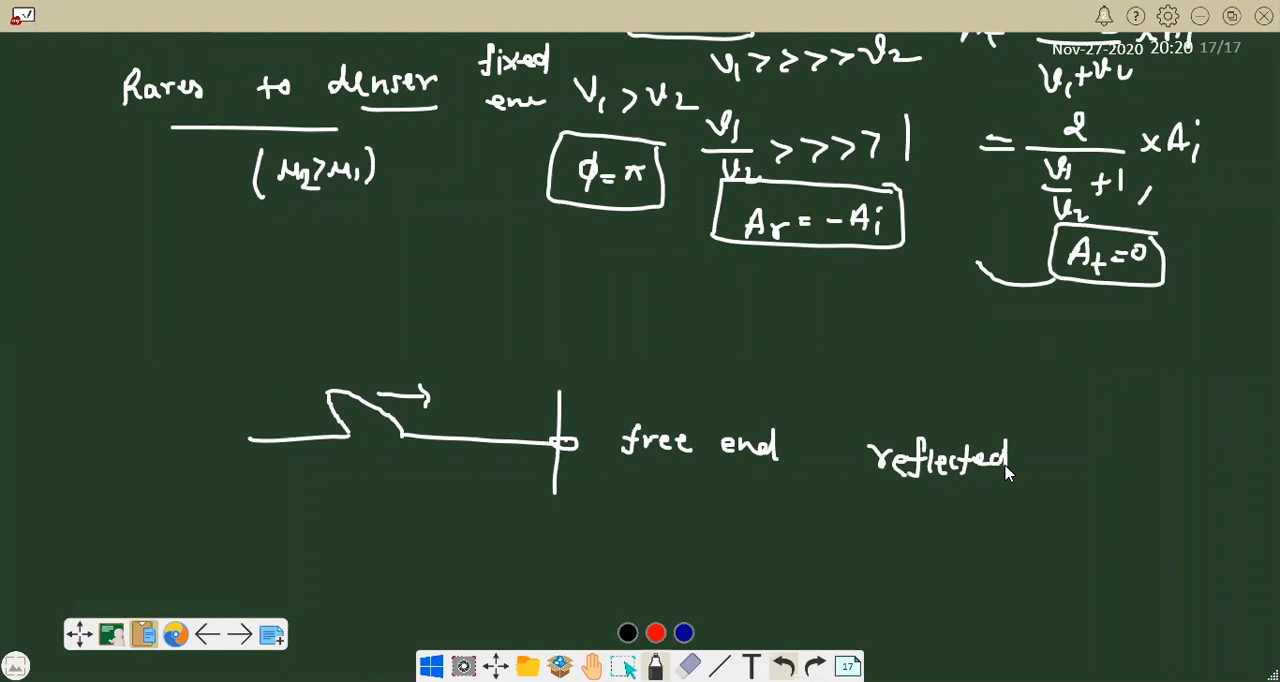 Nov-27-2020 20:20 17/17
Rarer to denser fixed end
(μ2>μ1)
V1 > V2
φ=π
V1 >>>> V2
V1/V2 >>>> 1
Ar = -Ai
V1+V2
= 2/(V1/V2 + 1) × Ai,
At=0
free end reflected
17